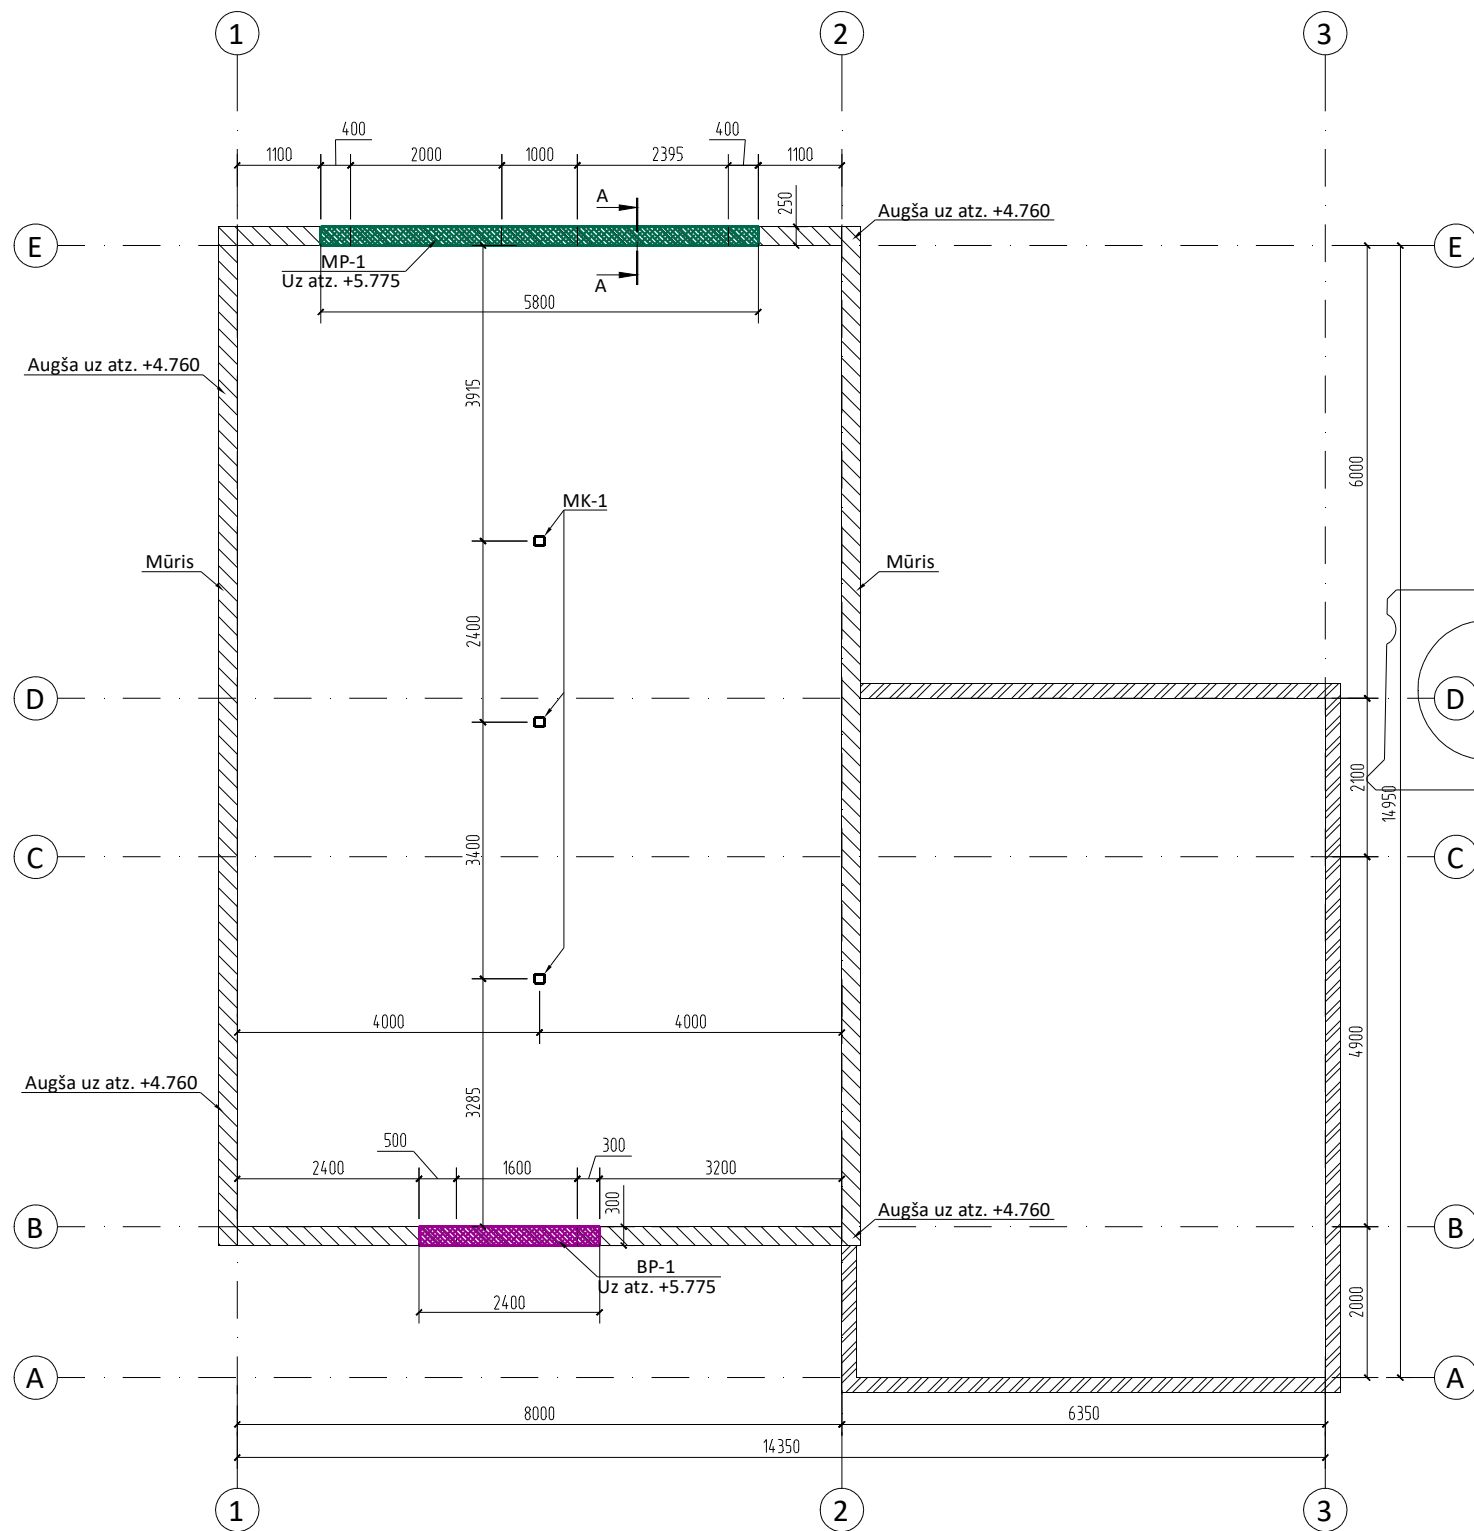 1
2
3
400
400
1100
2000
1000
2395
1100
A
250
Augša uz atz. +4.760
E
E
MP-1
Uz atz. +5.775
A
5800
Augša uz atz. +4.760
3915
6000
MK-1
Mūris
Mūris
2400
D
D
2100
14950
C
C
3400
4000
4000
4900
Augša uz atz. +4.760
3285
500
300
2400
1600
3200
300
Augša uz atz. +4.760
B
B
BP-1
Uz atz. +5.775
2400
2000
A
A
8000
6350
14350
1
2
3